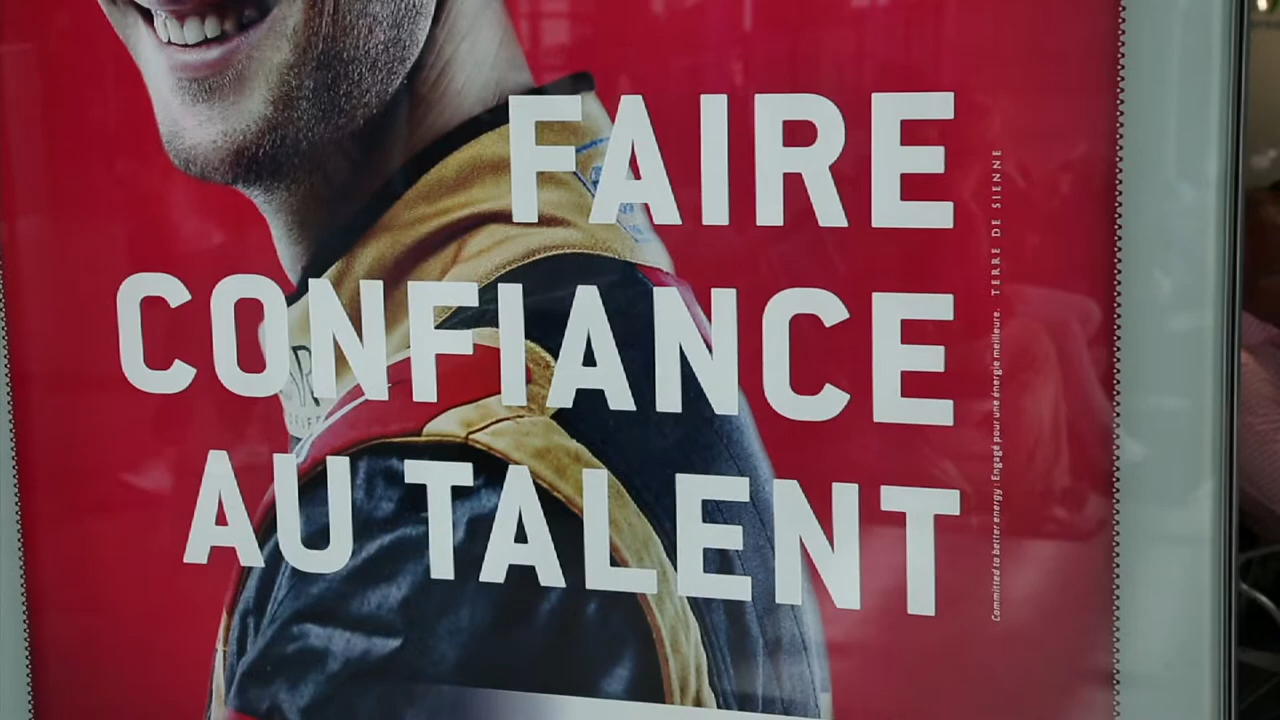 FAIRE
CONFIANCE
AU TALENT
Committed to better energy : Engagé pour une énergie meilleure. TERRE DE SIENNE